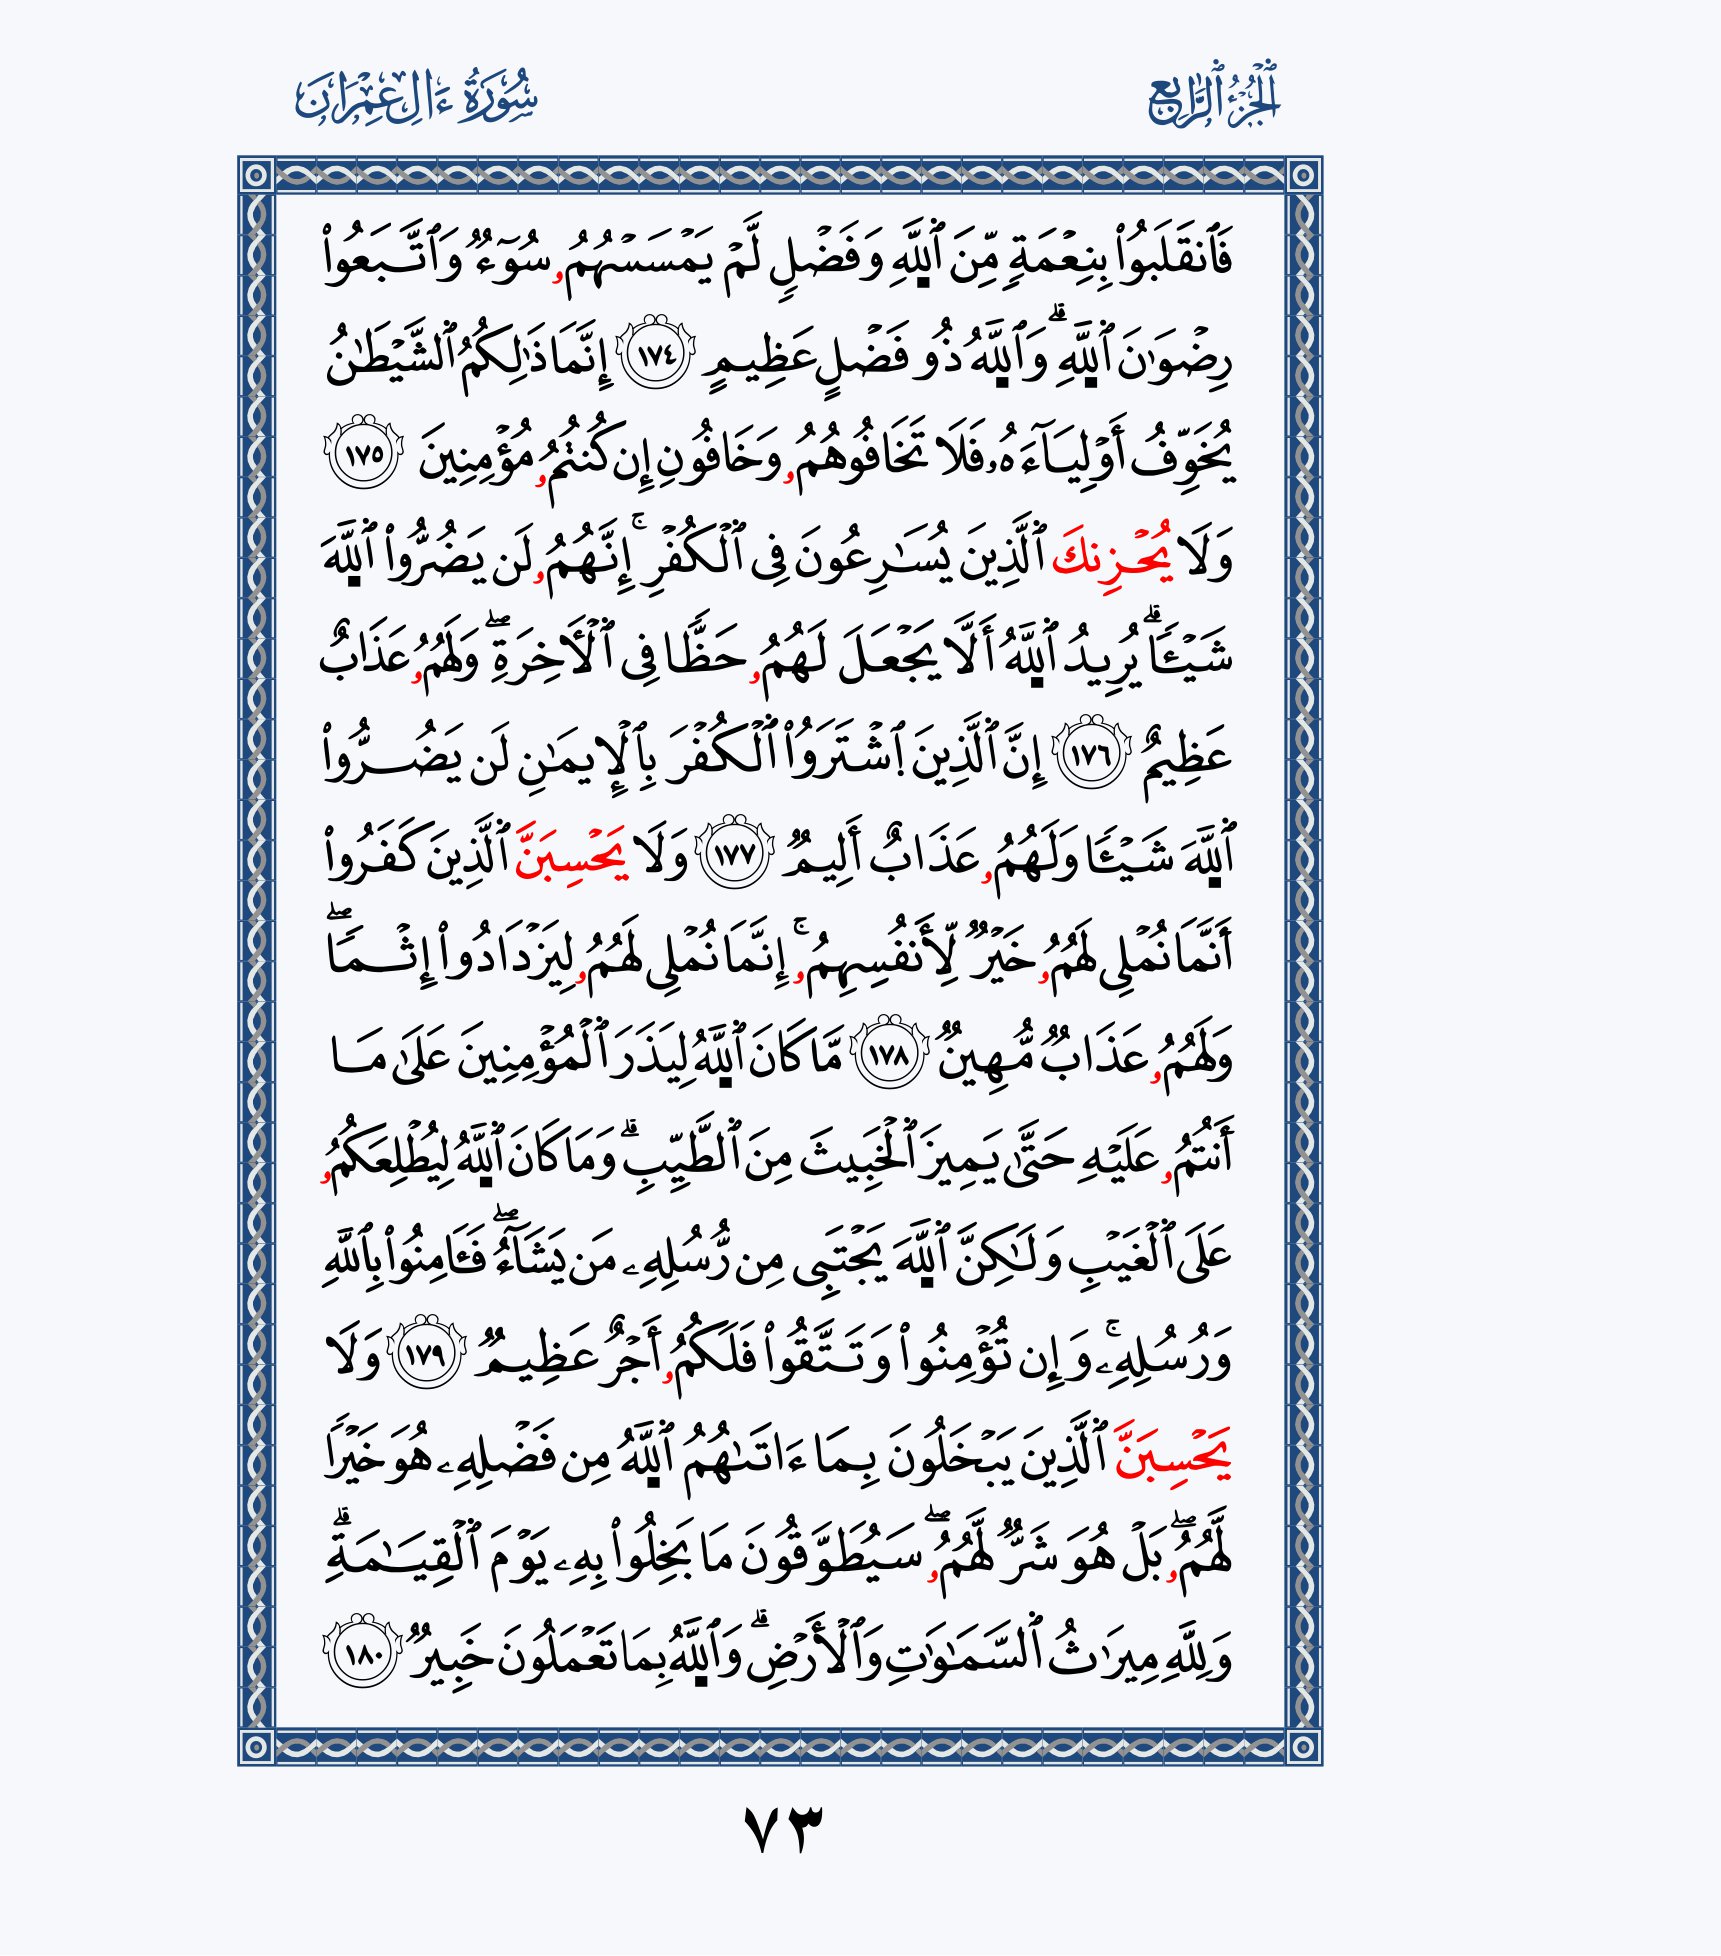 الجُزْءُ الرَّابِعُ
سُورَةُ ءَالِ عِمْرَانَ
فَٱنقَلَبُوا۟ بِنِعْمَةٍ مِّنَ ٱللَّهِ وَفَضْلٍ لَّمْ يَمْسَسْهُمُۥ سُوٓءٌ وَٱتَّبَعُوا۟
رِضْوَٰنَ ٱللَّهِ ۗ وَٱللَّهُ ذُو فَضْلٍ عَظِيمٍ ١٧٤ إِنَّمَا ذَٰلِكُمُ ٱلشَّيْطَٰنُ
يُخَوِّفُ أَوْلِيَآءَهُۥ فَلَا تَخَافُوهُمُۥ وَخَافُونِ إِن كُنتُمُۥ مُؤْمِنِينَ ١٧٥
وَلَا يُحْزِنكَ ٱلَّذِينَ يُسَٰرِعُونَ فِى ٱلْكُفْرِ ۚ إِنَّهُمُۥ لَن يَضُرُّوا۟ ٱللَّهَ
شَيْـًٔا ۗ يُرِيدُ ٱللَّهُ أَلَّا يَجْعَلَ لَهُمُۥ حَظًّا فِى ٱلْأَخِرَةِ ۖ وَلَهُمُۥ عَذَابٌ
عَظِيمٌ ١٧٦ إِنَّ ٱلَّذِينَ ٱشْتَرَوُا۟ ٱلْكُفْرَ بِٱلْإِيمَٰنِ لَن يَضُرُّوا۟
ٱللَّهَ شَيْـًٔا وَلَهُمُۥ عَذَابٌ أَلِيمٌ ١٧٧ وَلَا يَحْسِبَنَّ ٱلَّذِينَ كَفَرُوا۟
أَنَّمَا نُمْلِى لَهُمُۥ خَيْرٌ لِّأَنفُسِهِمُۥ ۚ إِنَّمَا نُمْلِى لَهُمُۥ لِيَزْدَادُوا۟ إِثْمًا ۖ
وَلَهُمُۥ عَذَابٌ مُّهِينٌ ١٧٨ مَّا كَانَ ٱللَّهُ لِيَذَرَ ٱلْمُؤْمِنِينَ عَلَىٰ مَا
أَنتُمُۥ عَلَيْهِ حَتَّىٰ يَمِيزَ ٱلْخَبِيثَ مِنَ ٱلطَّيِّبِ ۗ وَمَا كَانَ ٱللَّهُ لِيُطْلِعَكُمُۥ
عَلَى ٱلْغَيْبِ وَلَٰكِنَّ ٱللَّهَ يَجْتَبِى مِن رُّسُلِهِۦ مَن يَشَآءُ ۖ فَـَٔامِنُوا۟ بِٱللَّهِ
وَرُسُلِهِۦ ۚ وَإِن تُؤْمِنُوا۟ وَتَتَّقُوا۟ فَلَكُمُۥ أَجْرٌ عَظِيمٌ ١٧٩ وَلَا
يَحْسِبَنَّ ٱلَّذِينَ يَبْخَلُونَ بِمَا ءَاتَىٰهُمُ ٱللَّهُ مِن فَضْلِهِۦ هُوَ خَيْرًا
لَّهُمُۥ ۖ بَلْ هُوَ شَرٌّ لَّهُمُۥ ۖ سَيُطَوَّقُونَ مَا بَخِلُوا۟ بِهِۦ يَوْمَ ٱلْقِيَٰمَةِ ۗ
وَلِلَّهِ مِيرَٰثُ ٱلسَّمَٰوَٰتِ وَٱلْأَرْضِ ۗ وَٱللَّهُ بِمَا تَعْمَلُونَ خَبِيرٌ ١٨٠
٧٣